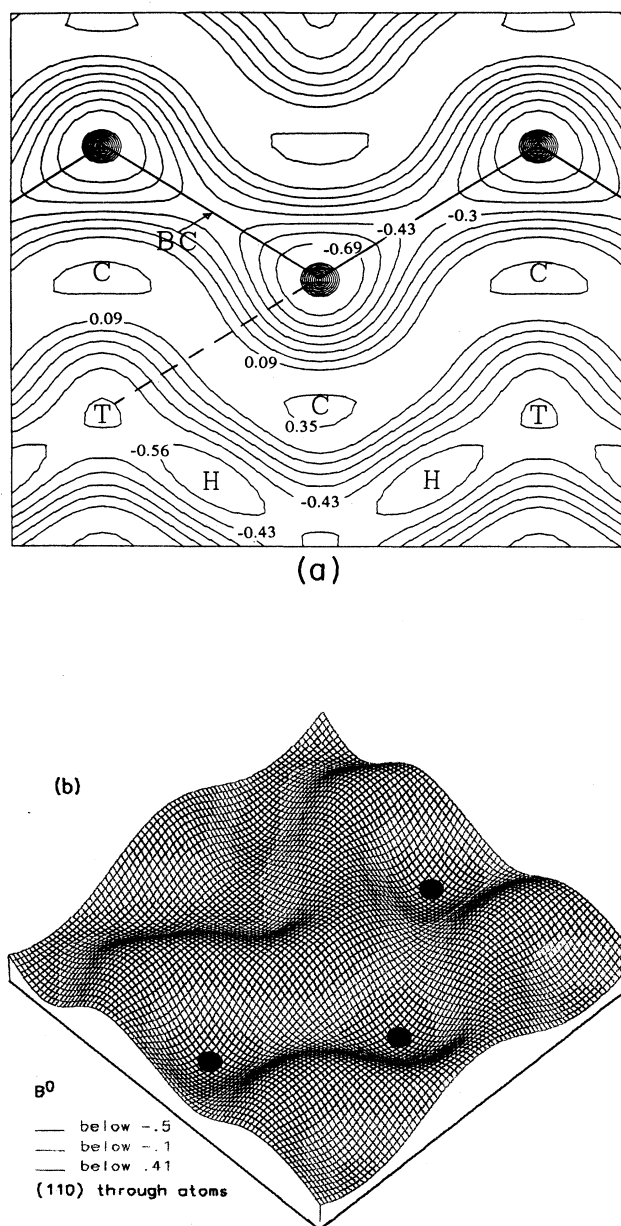 -0.43
-0.3
BC
-0.69
C
C
0.09
0.09
T
C
T
0.35
-0.56
H
-0.43
H
-0.43
(a)
(b)
B⁰
below -.5
below -.1
below .41
(110) through atoms